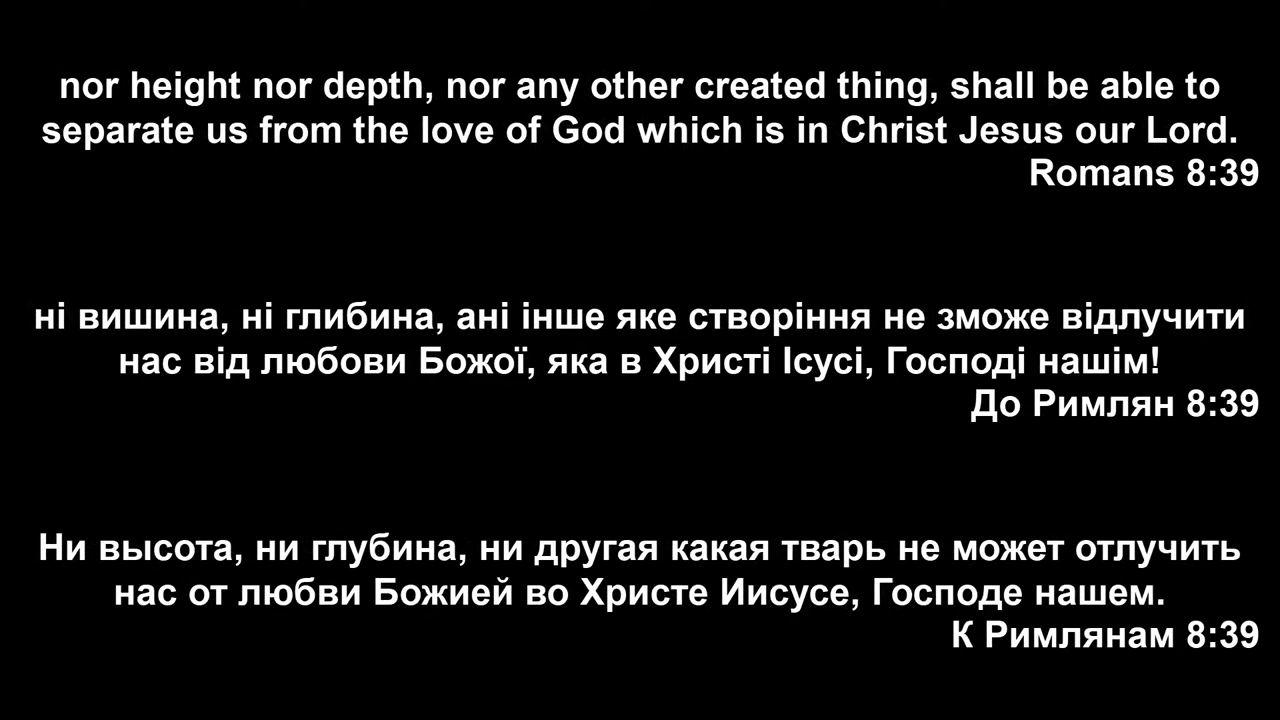 nor height nor depth, nor any other created thing, shall be able to
separate us from the love of God which is in Christ Jesus our Lord.
Romans 8:39
ні вишина, ні глибина, ані інше яке створіння не зможе відлучити
нас від любови Божої, яка в Христі Ісусі, Господі нашім!
До Римлян 8:39
Ни высота, ни глубина, ни другая какая тварь не может отлучить
нас от любви Божией во Христе Иисусе, Господе нашем.
К Римлянам 8:39